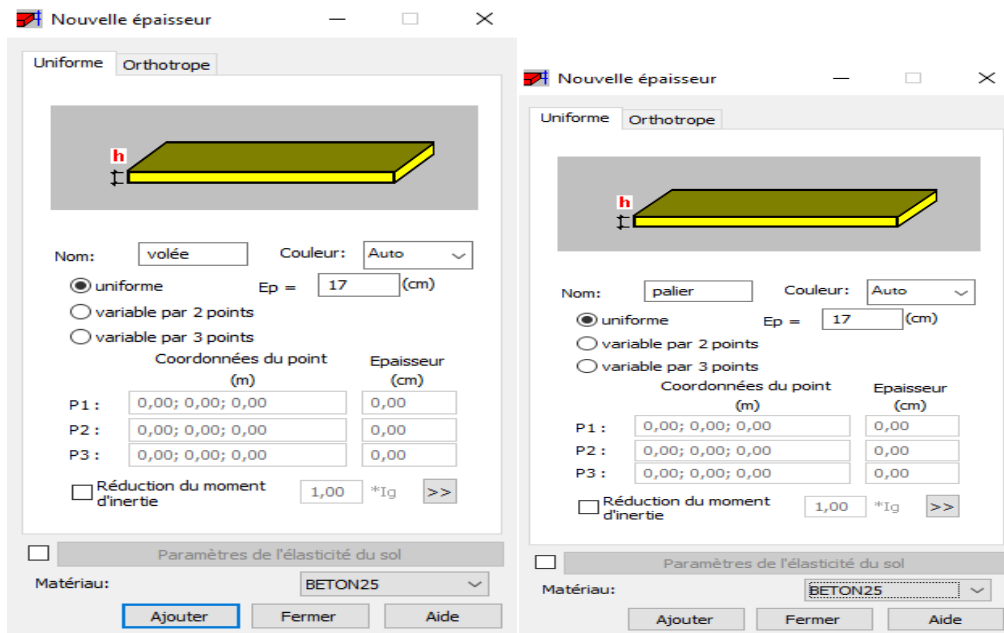 Nouvelle épaisseur
Uniforme Orthotrope
h
Nom: volée Couleur: Auto
uniforme Ep = 17 (cm)
variable par 2 points
variable par 3 points
Coordonnées du point Epaisseur
(m) (cm)
P1 : 0,00; 0,00; 0,00 0,00
P2 : 0,00; 0,00; 0,00 0,00
P3 : 0,00; 0,00; 0,00 0,00
Réduction du moment
d'inertie 1,00 *Ig >>
Paramètres de l'élasticité du sol
Matériau: BETON25
Ajouter Fermer Aide
Nouvelle épaisseur
Uniforme Orthotrope
h
Nom: palier Couleur: Auto
uniforme Ep = 17 (cm)
variable par 2 points
variable par 3 points
Coordonnées du point Epaisseur
(m) (cm)
P1 : 0,00; 0,00; 0,00 0,00
P2 : 0,00; 0,00; 0,00 0,00
P3 : 0,00; 0,00; 0,00 0,00
Réduction du moment
d'inertie 1,00 *Ig >>
Paramètres de l'élasticité du sol
Matériau: BETON25
Ajouter Fermer Aide